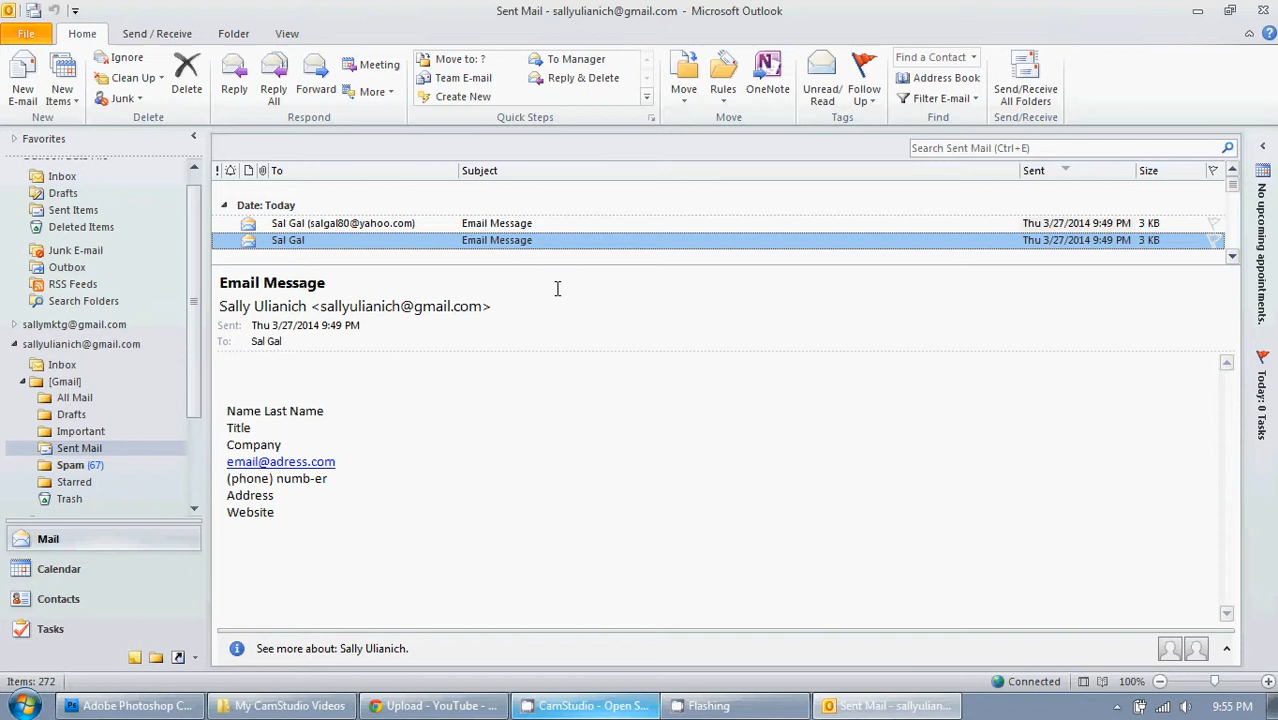 Sent Mail - sallyulianich@gmail.com - Microsoft Outlook
File Home Send / Receive Folder View
New E-mail
New Items
New
Ignore
Clean Up
Junk
Delete
Delete
Reply
Reply All
Forward
Meeting
More
Respond
Move to: ?
Team E-mail
Create New
To Manager
Reply & Delete
Quick Steps
Move
Rules
OneNote
Move
Unread/ Read
Follow Up
Tags
Find a Contact
Address Book
Filter E-mail
Find
Send/Receive All Folders
Send/Receive
Favorites
Inbox
Drafts
Sent Items
Deleted Items
Junk E-mail
Outbox
RSS Feeds
Search Folders
sallymktg@gmail.com
sallyulianich@gmail.com
Inbox
[Gmail]
All Mail
Drafts
Important
Sent Mail
Spam (67)
Starred
Trash
Mail
Calendar
Contacts
Tasks
Search Sent Mail (Ctrl+E)
! To Subject Sent Size
Date: Today
Sal Gal (salgal80@yahoo.com) Email Message Thu 3/27/2014 9:49 PM 3 KB
Sal Gal Email Message Thu 3/27/2014 9:49 PM 3 KB
Email Message
Sally Ulianich <sallyulianich@gmail.com>
Sent: Thu 3/27/2014 9:49 PM
To: Sal Gal
Name Last Name
Title
Company
email@adress.com
(phone) numb-er
Address
Website
See more about: Sally Ulianich.
No upcoming appointments.
Today: 0 Tasks
Items: 272
Connected 100%
Adobe Photoshop C... My CamStudio Videos Upload - YouTube - ... CamStudio - Open S... Flashing Sent Mail - sallyulian... 9:55 PM